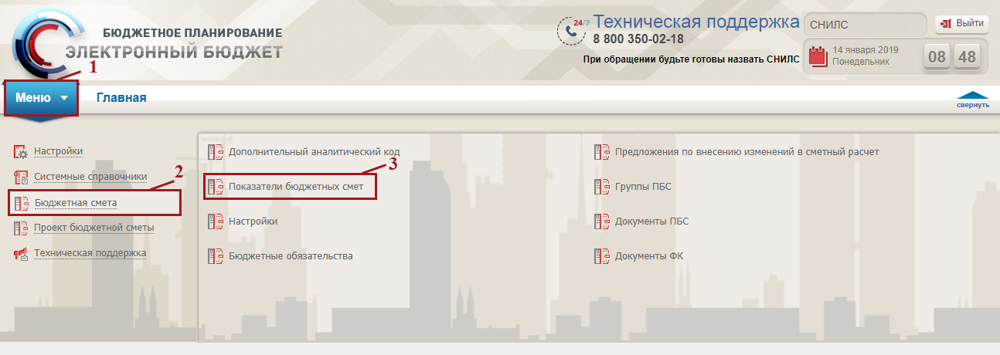 БЮДЖЕТНОЕ ПЛАНИРОВАНИЕ
ЭЛЕКТРОННЫЙ БЮДЖЕТ
24/7
Техническая поддержка
8 800 350-02-18
При обращении будьте готовы назвать СНИЛС
СНИЛС
Выйти
14 января 2019
Понедельник
08 48
1
Меню
Главная
свернуть
Настройки
Системные справочники
2
Бюджетная смета
Проект бюджетной сметы
Техническая поддержка
Дополнительный аналитический код
3
Показатели бюджетных смет
Настройки
Бюджетные обязательства
Предложения по внесению изменений в сметный расчет
Группы ПБС
Документы ПБС
Документы ФК